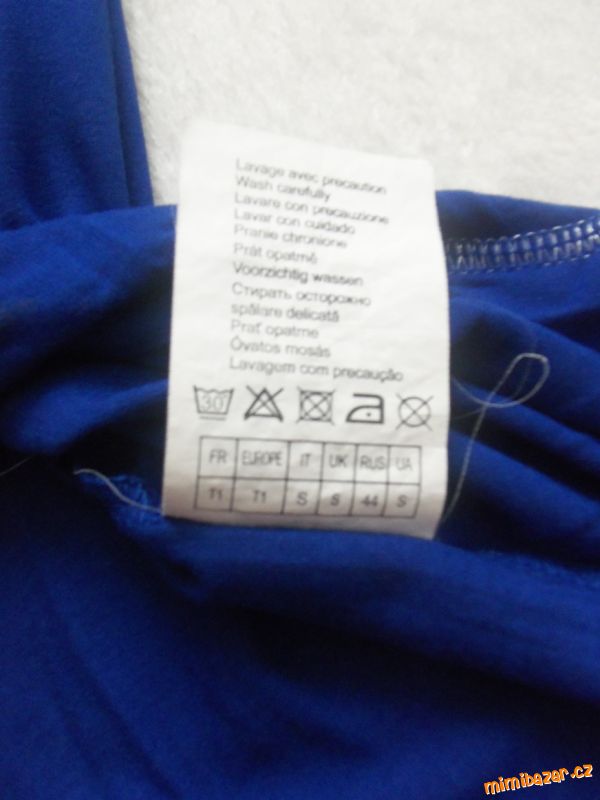 Lavage avec precaution
Wash carefully
Lavare con precauzione
Lavar con cuidado
Pranie chronione
Prát opatmě
Voorzichtig wassen
Стирать осторожно
spălare delicată
Prať opatrne
Óvatos mosás
Lavagem com precaução
30°
FR EUROPE IT UK RUS UA
T1 T1 S S 44 S
mimibazar.cz